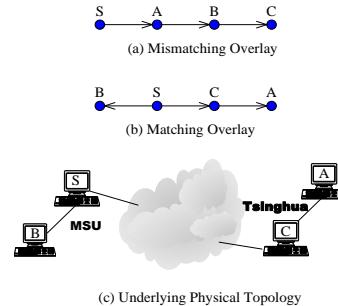 S A B C
(a) Mismatching Overlay
B S C A
(b) Matching Overlay
A
S
Tsinghua
MSU
B
C
(c) Underlying Physical Topology